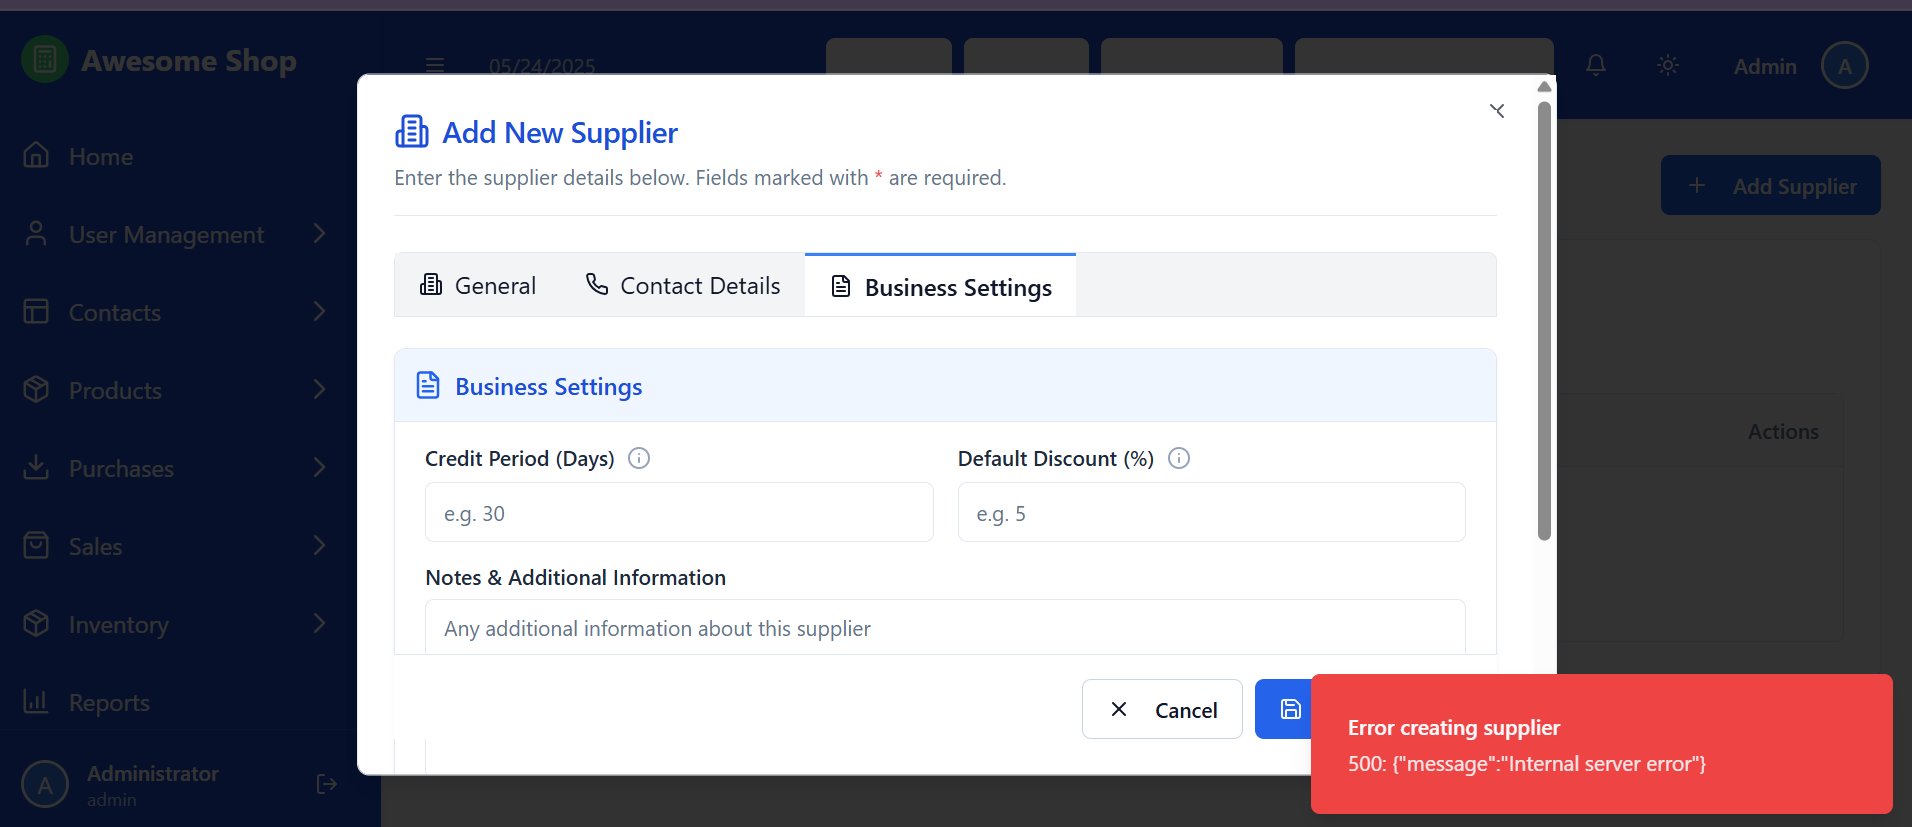 Awesome Shop
05/24/2025
Admin
A
Home
User Management
Contacts
Products
Purchases
Sales
Inventory
Reports
A
Administrator
admin
Add Supplier
Actions
Add New Supplier
Enter the supplier details below. Fields marked with * are required.
General
Contact Details
Business Settings
Business Settings
Credit Period (Days)
Default Discount (%)
e.g. 30
e.g. 5
Notes & Additional Information
Any additional information about this supplier
Cancel
Error creating supplier
500: {"message":"Internal server error"}